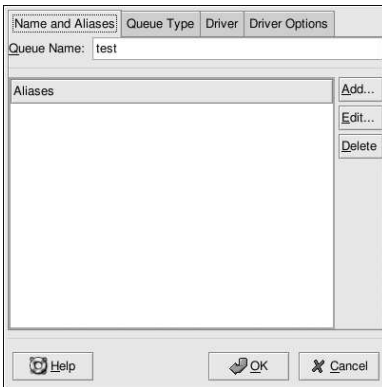 Name and Aliases Queue Type Driver Driver Options
Queue Name: test
Aliases
Add...
Edit...
Delete
Help OK Cancel